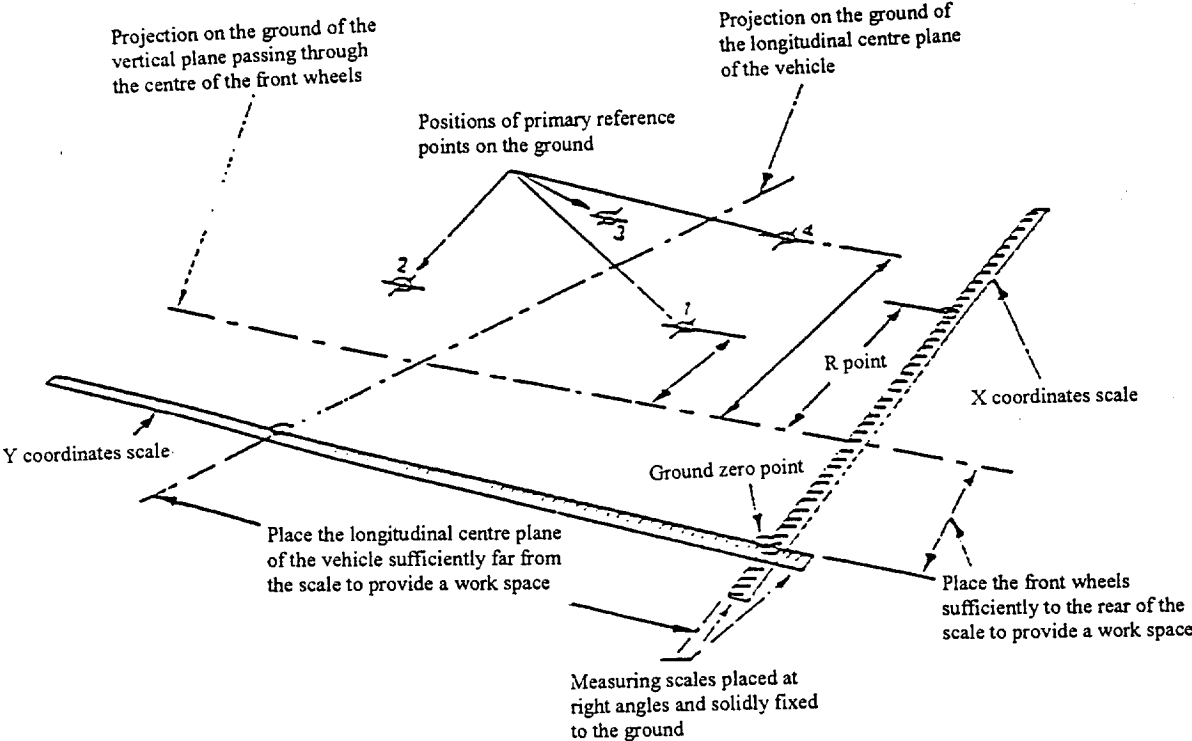 Projection on the ground of the
vertical plane passing through
the centre of the front wheels
Projection on the ground of
the longitudinal centre plane
of the vehicle
Positions of primary reference
points on the ground
3
4
2
1
R point
X coordinates scale
Y coordinates scale
Ground zero point
Place the longitudinal centre plane
of the vehicle sufficiently far from
the scale to provide a work space
Place the front wheels
sufficiently to the rear of the
scale to provide a work space
Measuring scales placed at
right angles and solidly fixed
to the ground